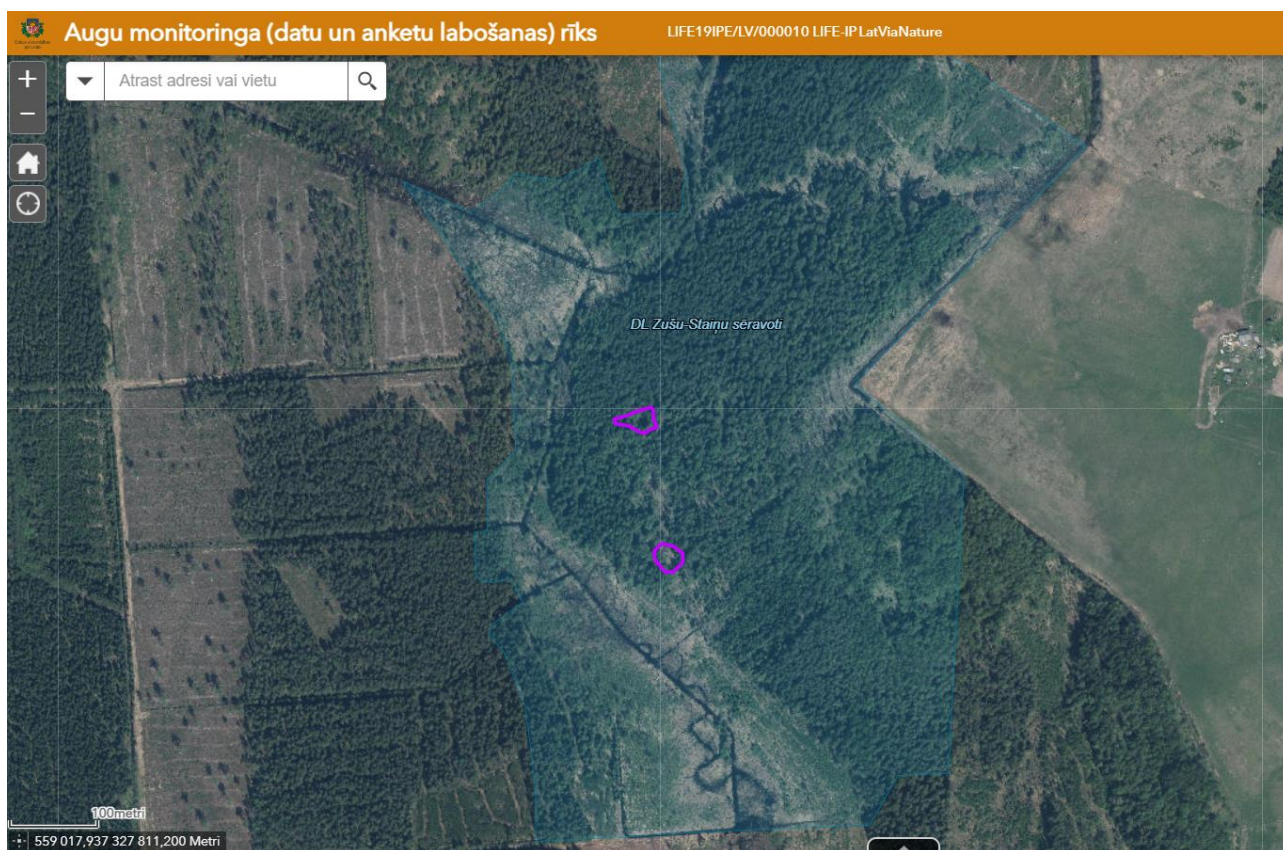 Augu monitoringa (datu un anketu labošanas) rīks
LIFE19IPE/LV/000010 LIFE-IP LatViaNature
Atrast adresi vai vietu
DL Zušu-Staiņu sēravoti
100metri
559 017,937 327 811,200 Metri